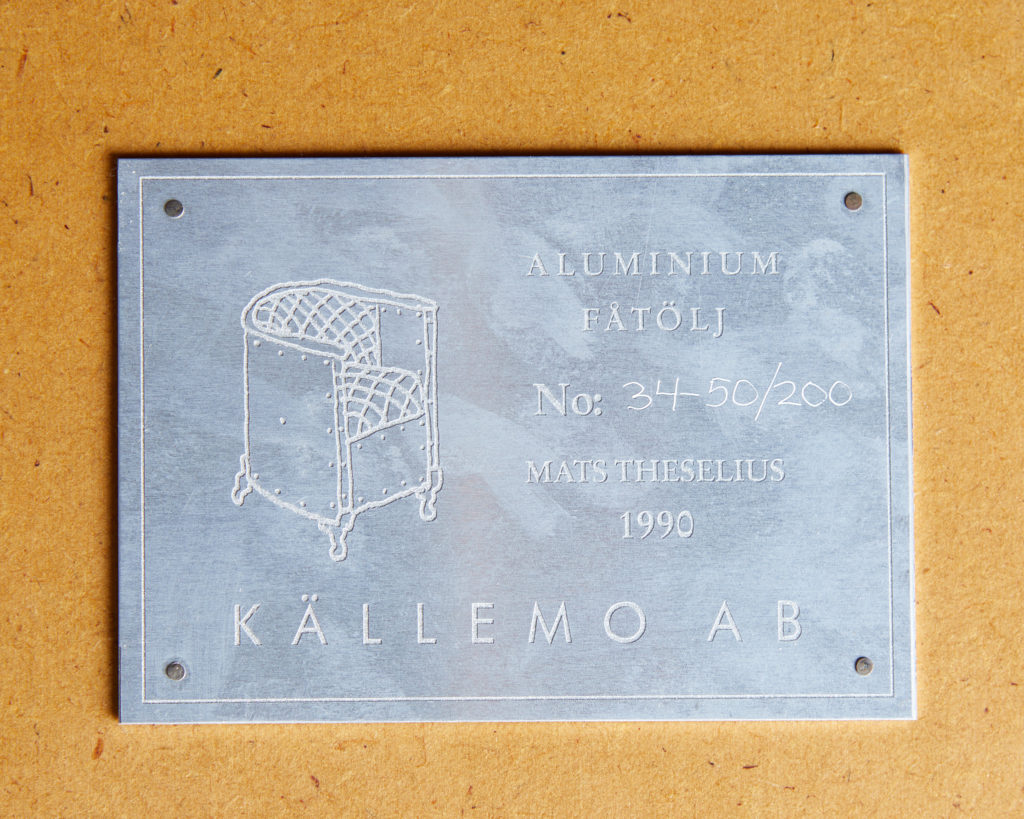 ALUMINIUM
FÅTÖLJ
No: 34-50/200
MATS THESELIUS
1990
KÄLLEMO AB